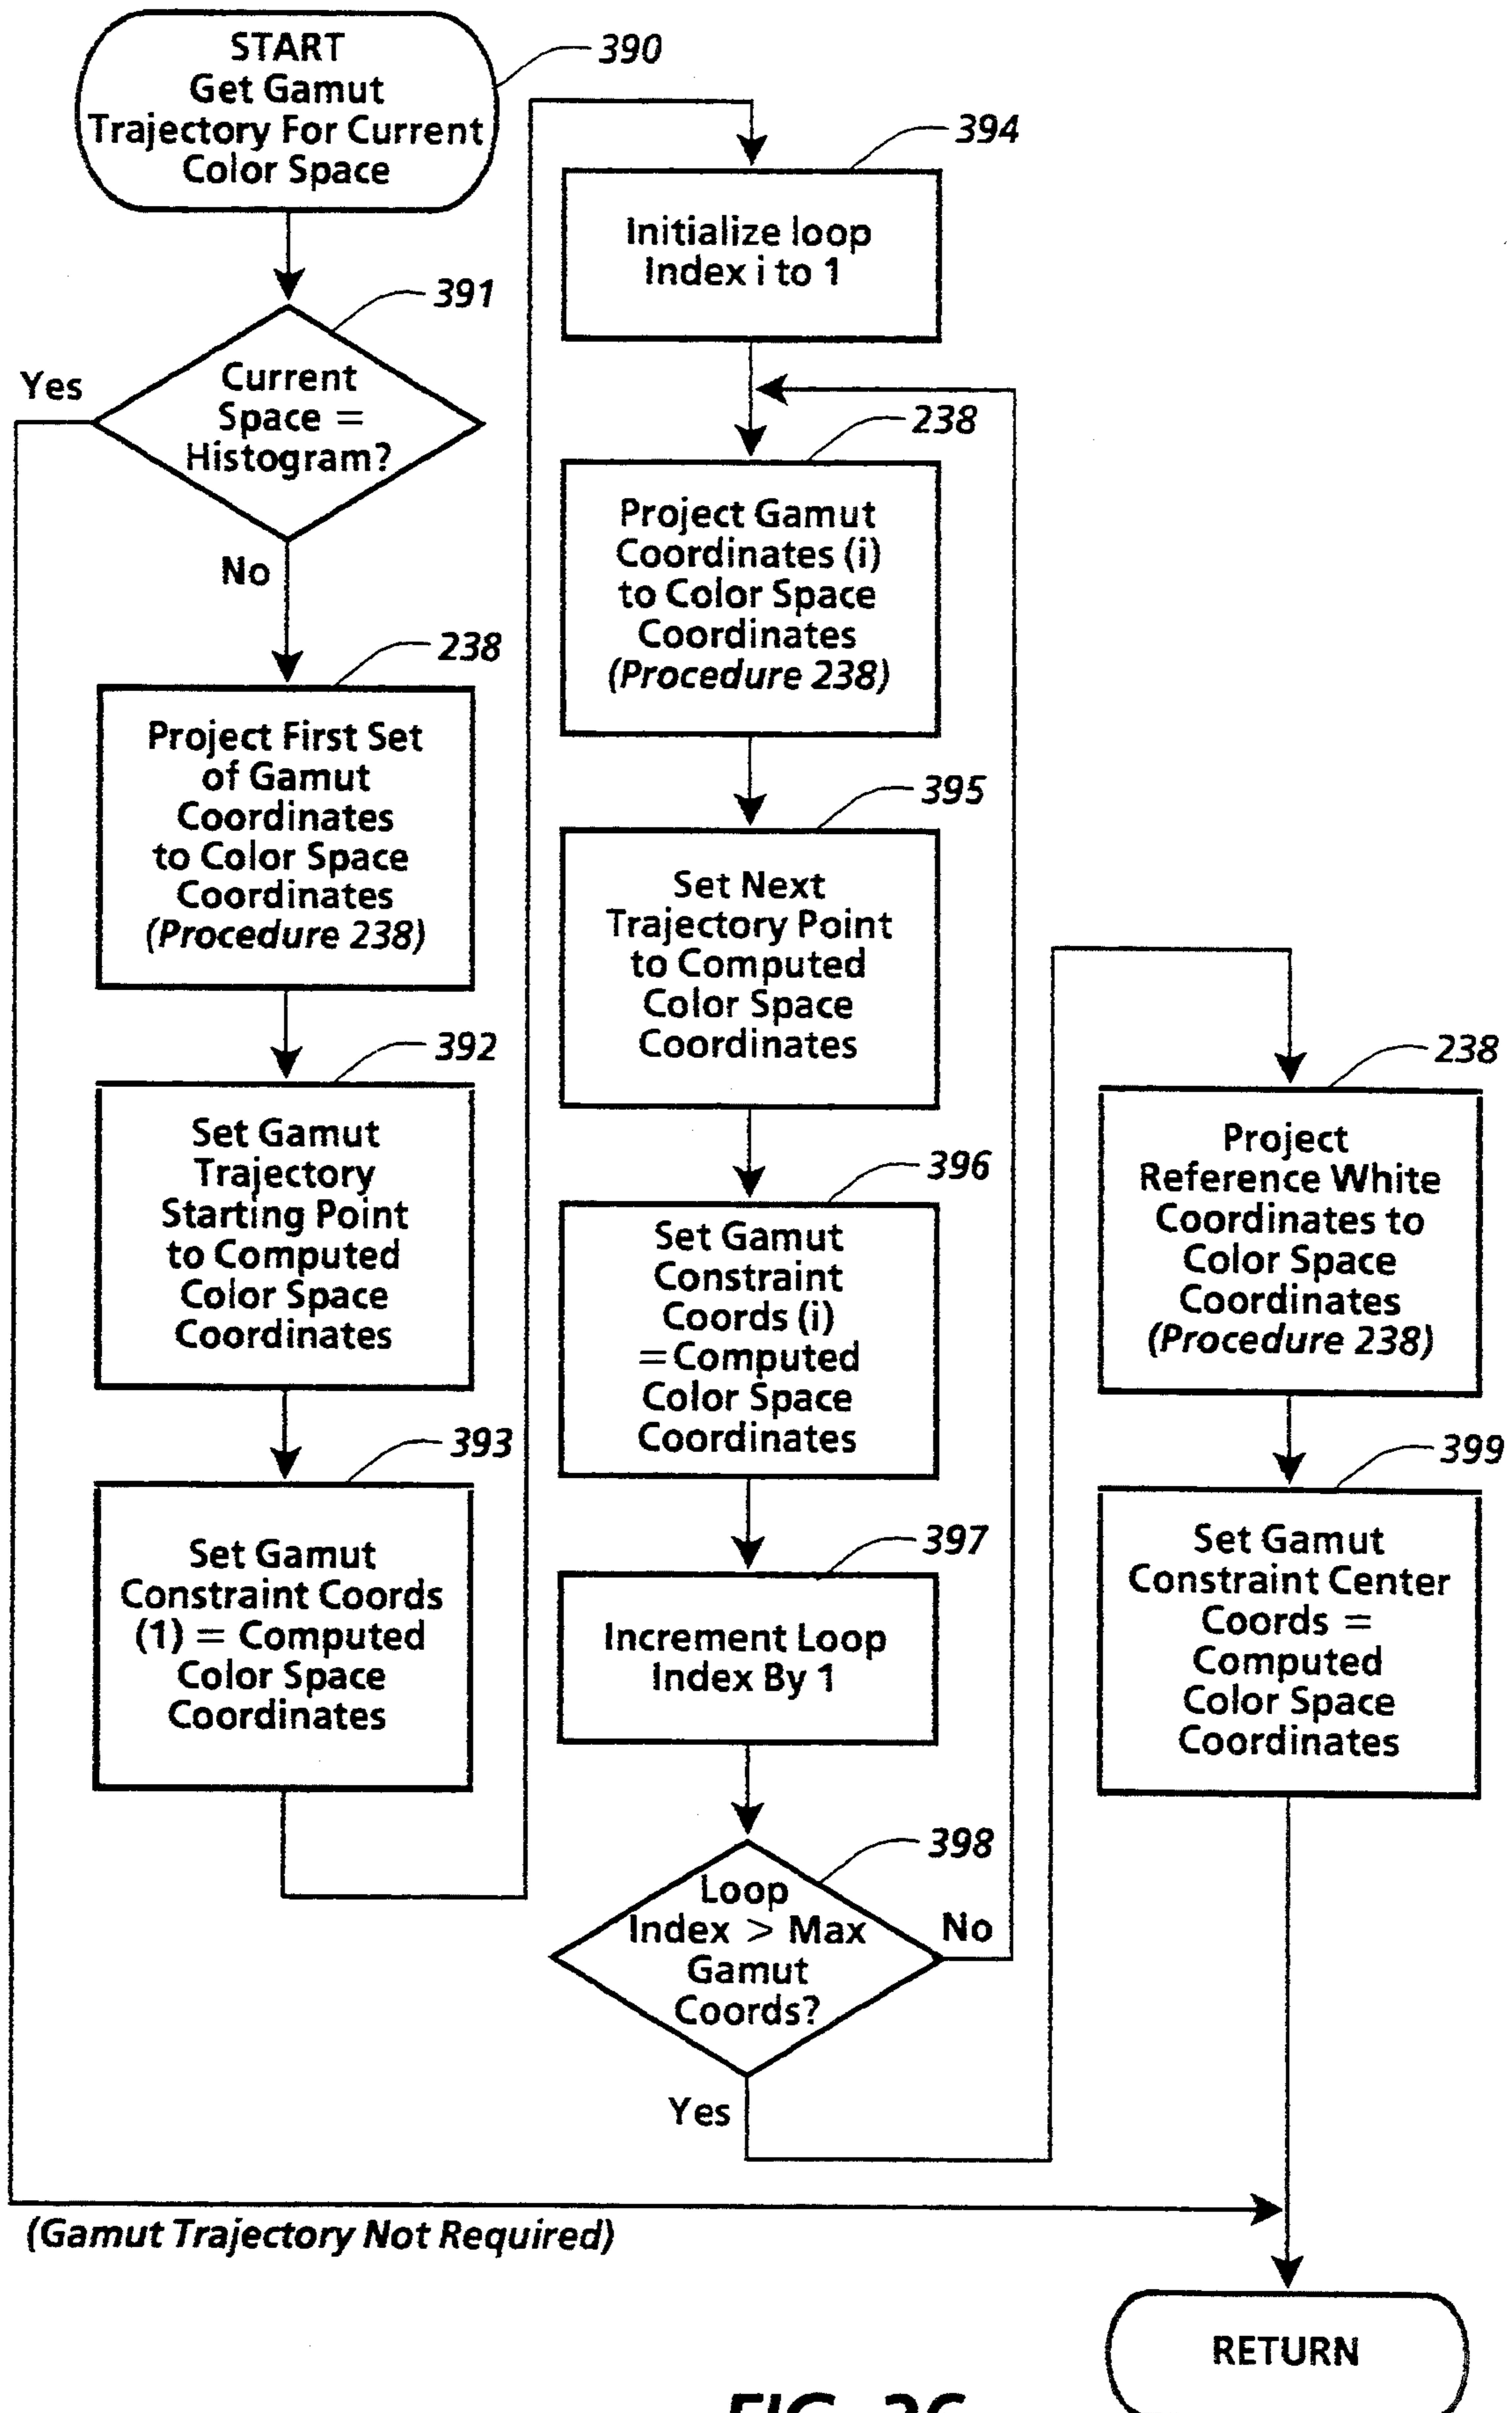 START
Get Gamut
Trajectory For Current
Color Space
390
391
Current
Space =
Histogram?
Yes
No
238
Project First Set
of Gamut
Coordinates
to Color Space
Coordinates
(Procedure 238)
392
Set Gamut
Trajectory
Starting Point
to Computed
Color Space
Coordinates
393
Set Gamut
Constraint Coords
(1) = Computed
Color Space
Coordinates
394
Initialize loop
Index i to 1
238
Project Gamut
Coordinates (i)
to Color Space
Coordinates
(Procedure 238)
395
Set Next
Trajectory Point
to Computed
Color Space
Coordinates
396
Set Gamut
Constraint
Coords (i)
= Computed
Color Space
Coordinates
397
Increment Loop
Index By 1
398
Loop
Index > Max
Gamut
Coords?
No
Yes
238
Project
Reference White
Coordinates to
Color Space
Coordinates
(Procedure 238)
399
Set Gamut
Constraint Center
Coords =
Computed
Color Space
Coordinates
(Gamut Trajectory Not Required)
RETURN